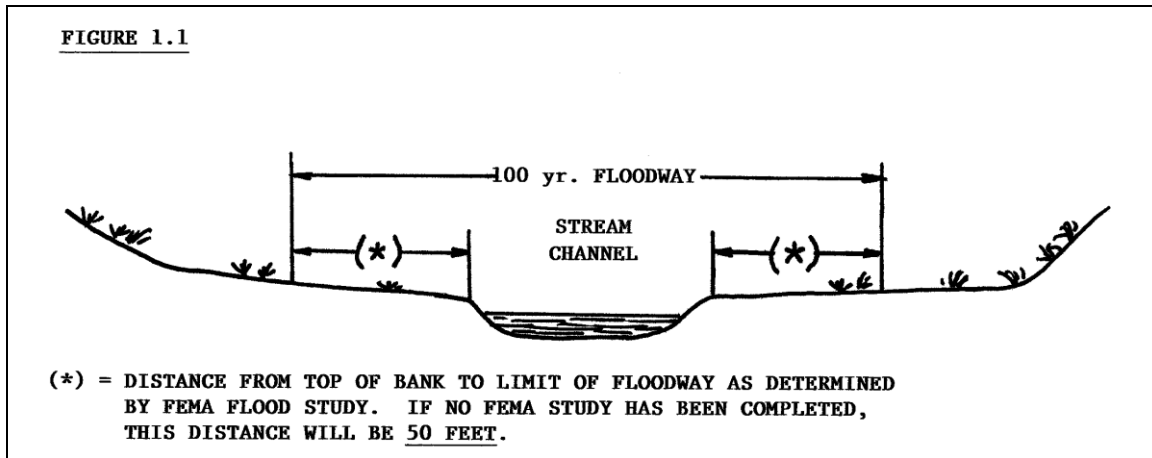 FIGURE 1.1
100 yr. FLOODWAY
STREAM
CHANNEL
(*)
(*)
(*) = DISTANCE FROM TOP OF BANK TO LIMIT OF FLOODWAY AS DETERMINED
BY FEMA FLOOD STUDY. IF NO FEMA STUDY HAS BEEN COMPLETED,
THIS DISTANCE WILL BE 50 FEET.